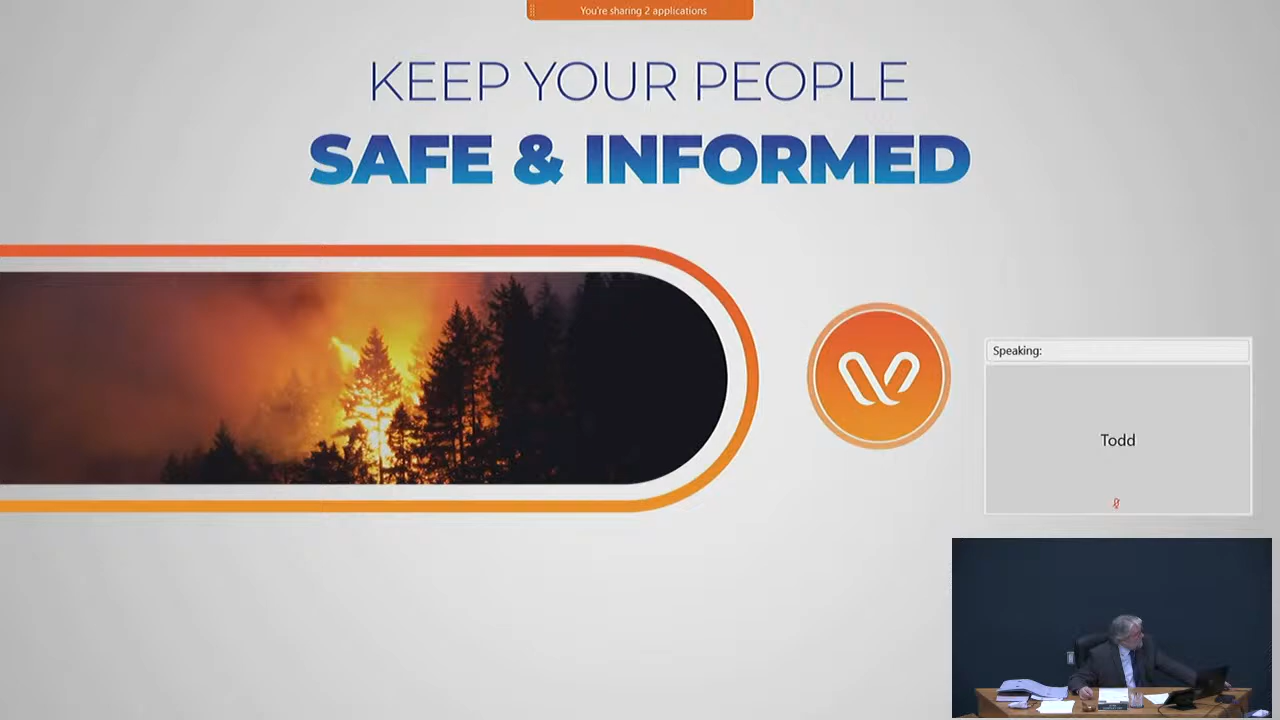 You're sharing 2 applications
KEEP YOUR PEOPLE
SAFE & INFORMED
Speaking:
Todd